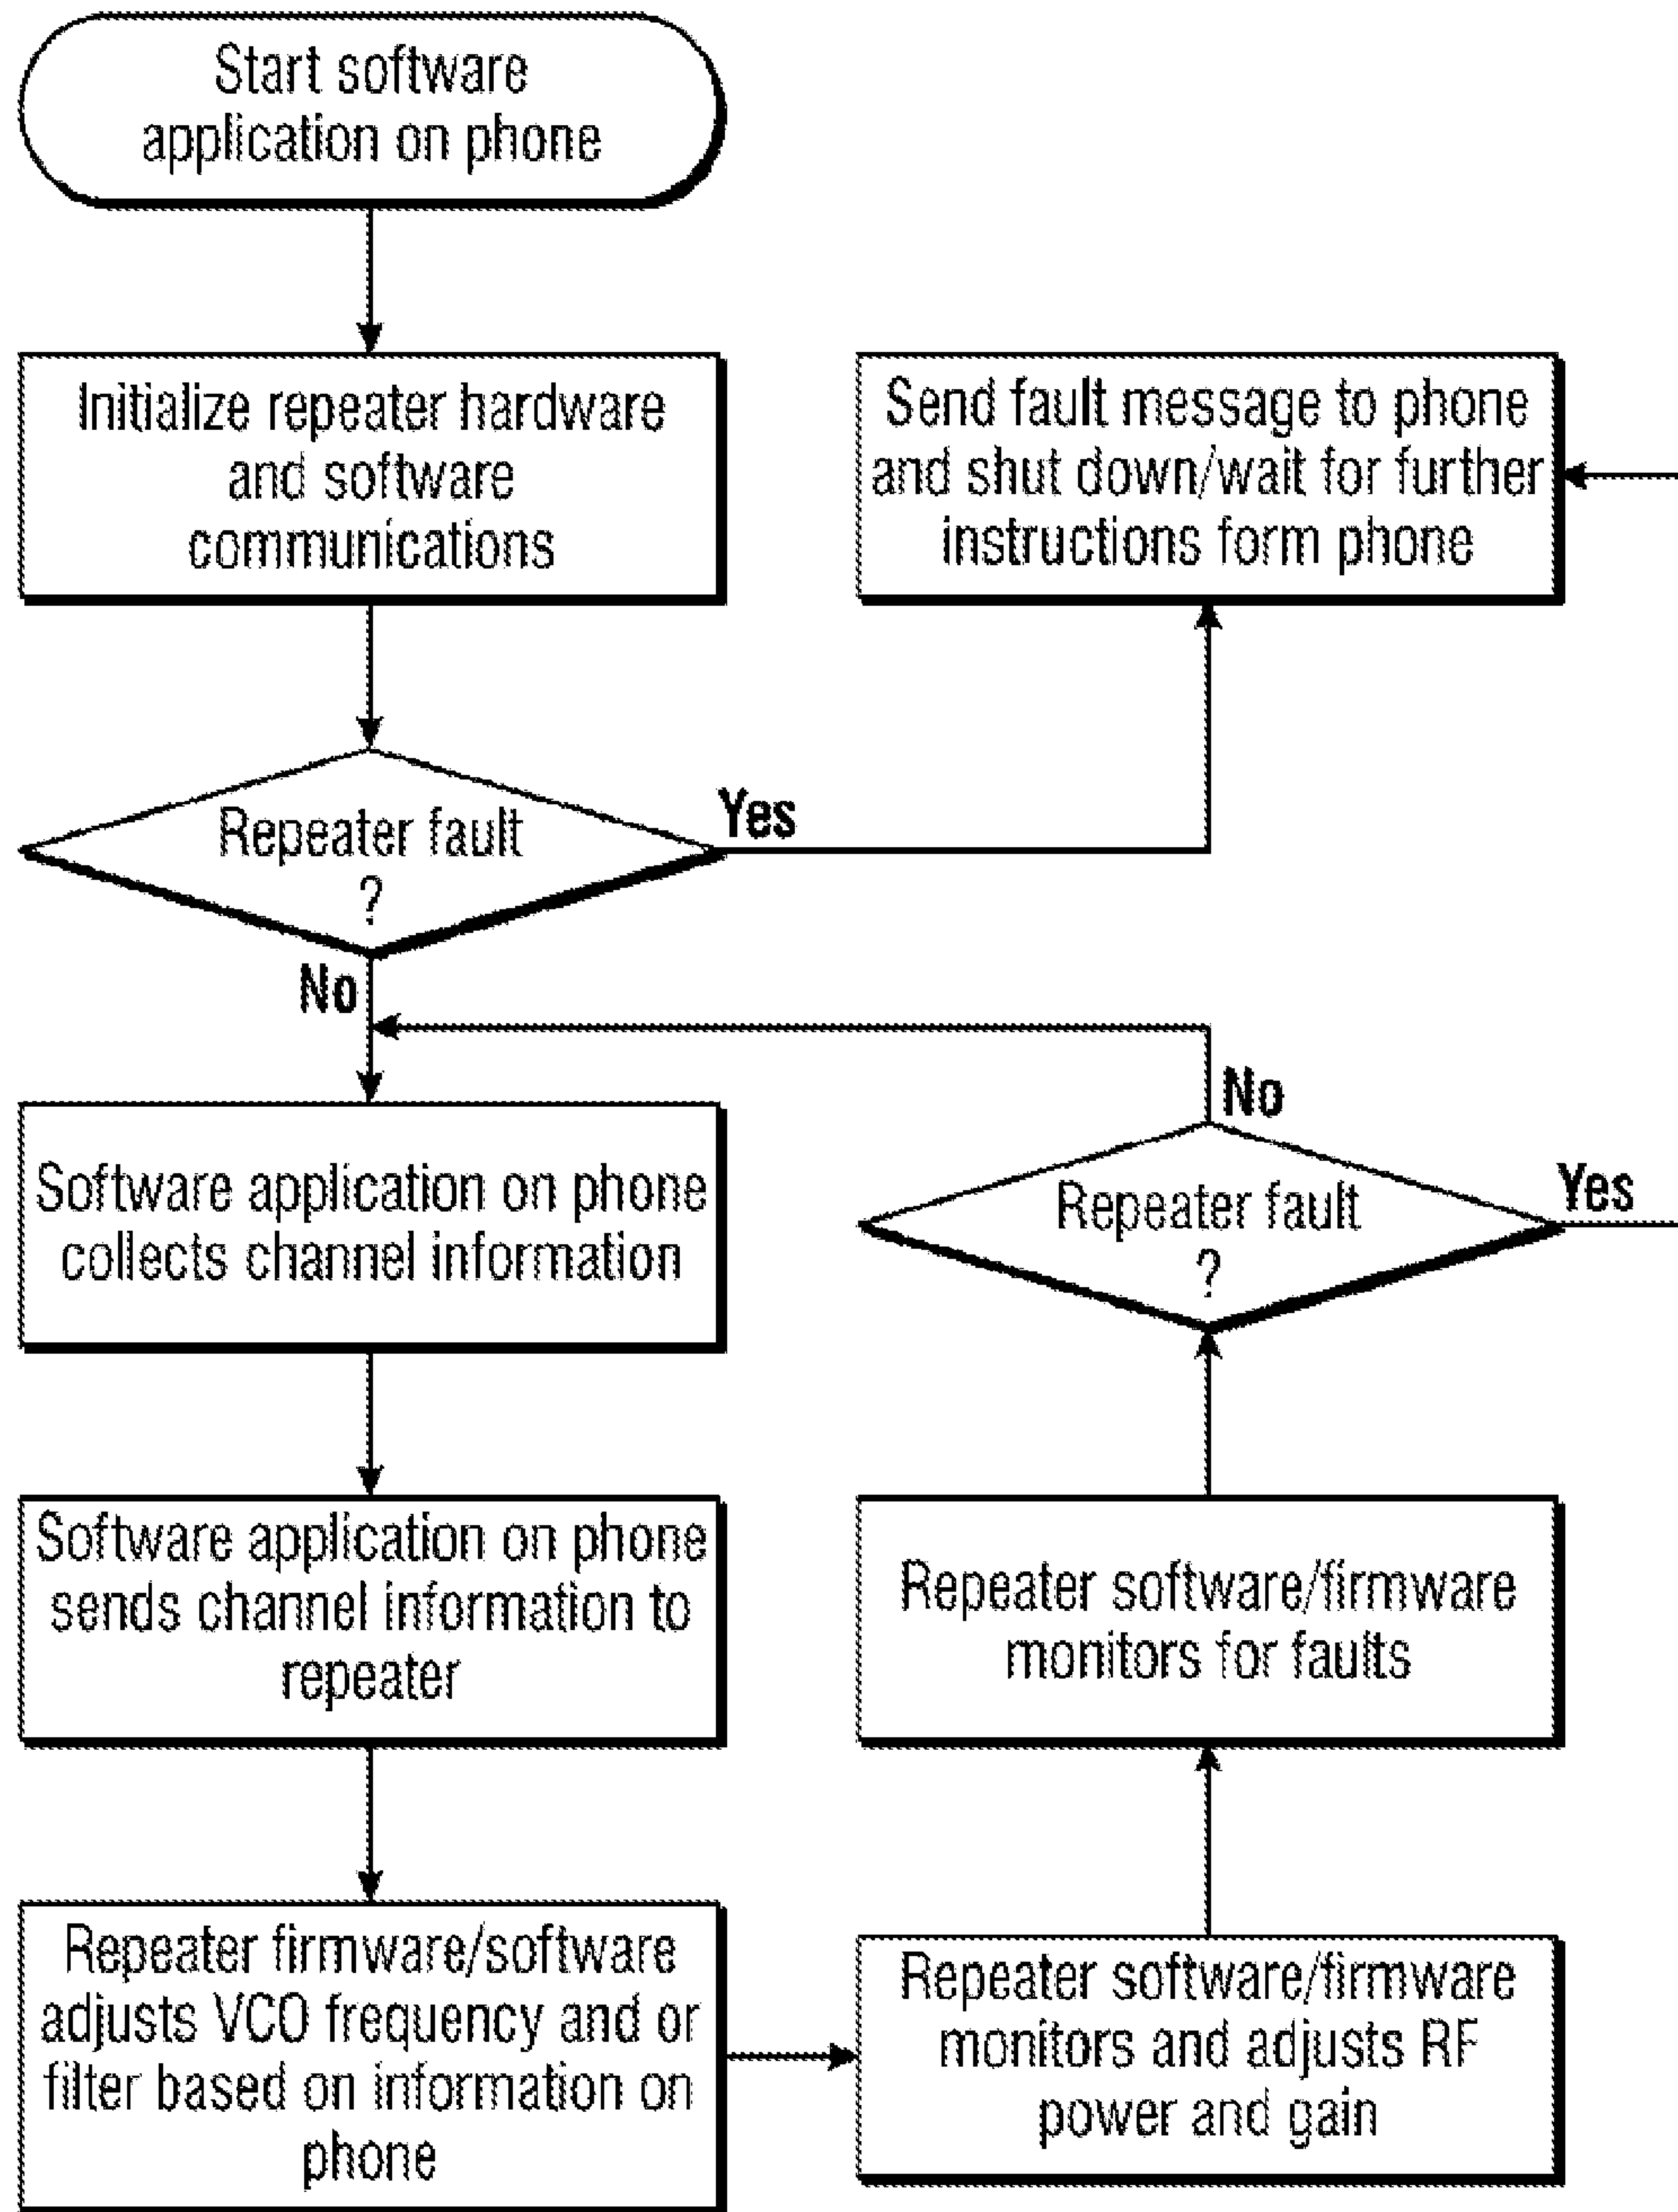 Start software
application on phone
Initialize repeater hardware
and software
communications
Send fault message to phone
and shut down/wait for further
instructions form phone
Repeater fault
?
Yes
No
Software application on phone
collects channel information
No
Repeater fault
?
Yes
Software application on phone
sends channel information to
repeater
Repeater software/firmware
monitors for faults
Repeater firmware/software
adjusts VCO frequency and or
filter based on information on
phone
Repeater software/firmware
monitors and adjusts RF
power and gain